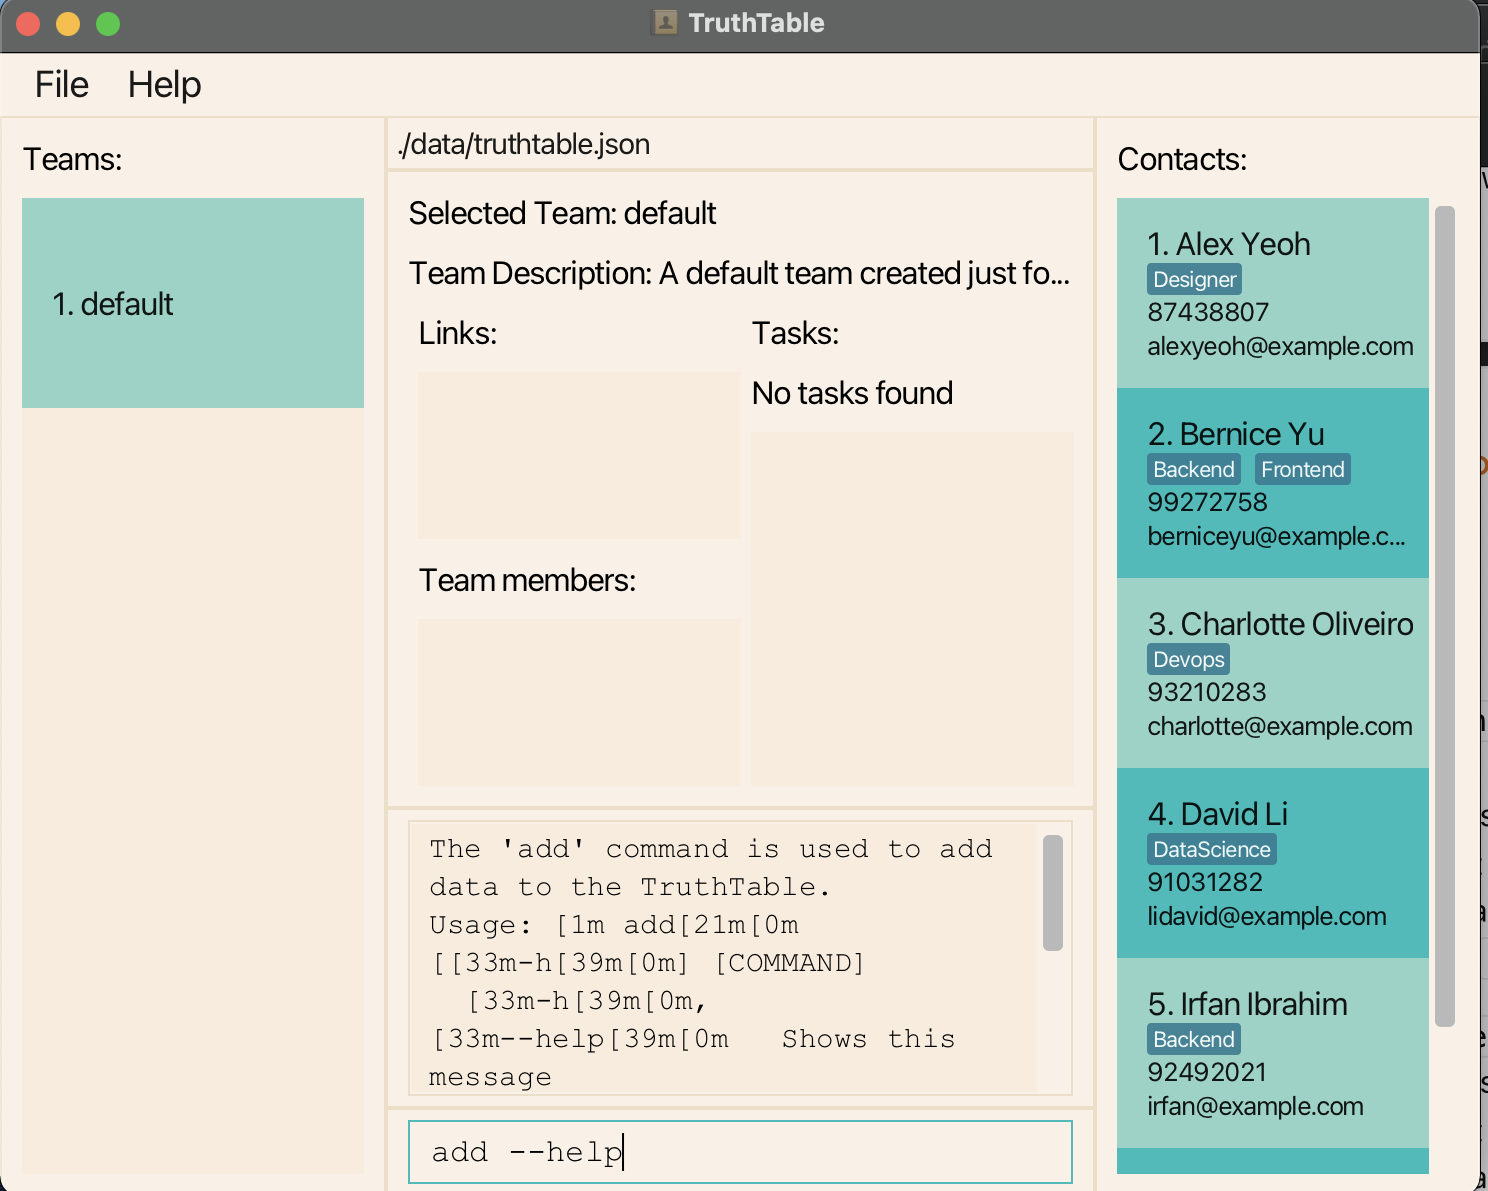 TruthTable
File Help
Teams:
1. default
./data/truthtable.json
Selected Team: default
Team Description: A default team created just fo...
Links:
Tasks:
No tasks found
Team members:
The 'add' command is used to add
data to the TruthTable.
Usage: [1m add[21m[0m
[[33m-h[39m[0m] [COMMAND]
[33m-h[39m[0m,
[33m--help[39m[0m   Shows this
message
add --help
Contacts:
1. Alex Yeoh
Designer
87438807
alexyeoh@example.com
2. Bernice Yu
Backend Frontend
99272758
berniceyu@example.c...
3. Charlotte Oliveiro
Devops
93210283
charlotte@example.com
4. David Li
DataScience
91031282
lidavid@example.com
5. Irfan Ibrahim
Backend
92492021
irfan@example.com